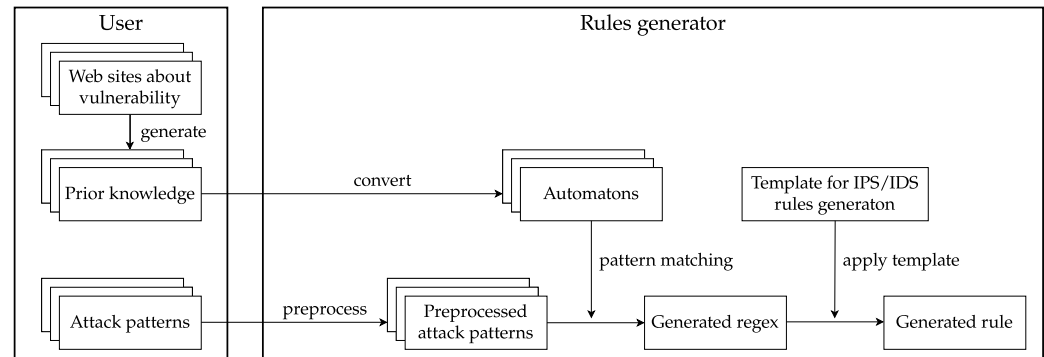 User
Rules generator
Web sites about
vulnerability
generate
Prior knowledge
convert
Automatons
Template for IPS/IDS
rules generaton
pattern matching
apply template
Attack patterns
preprocess
Preprocessed
attack patterns
Generated regex
Generated rule